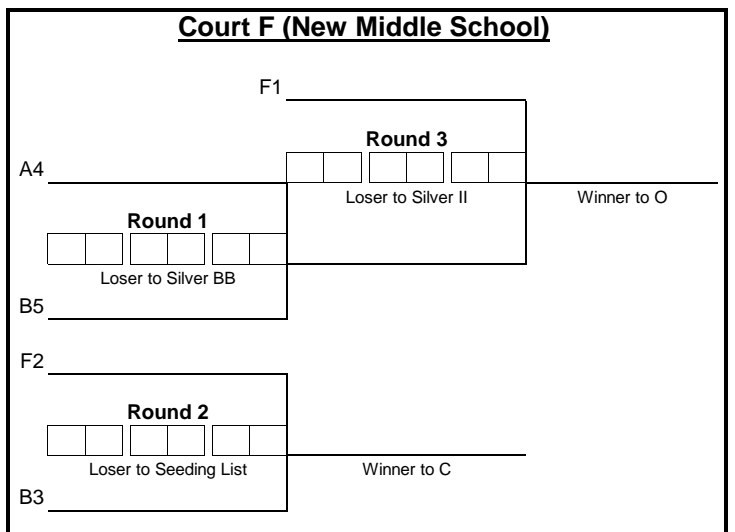 Court F (New Middle School)
F1
Round 3
A4
Loser to Silver II
Winner to O
Round 1
Loser to Silver BB
B5
F2
Round 2
Loser to Seeding List
Winner to C
B3